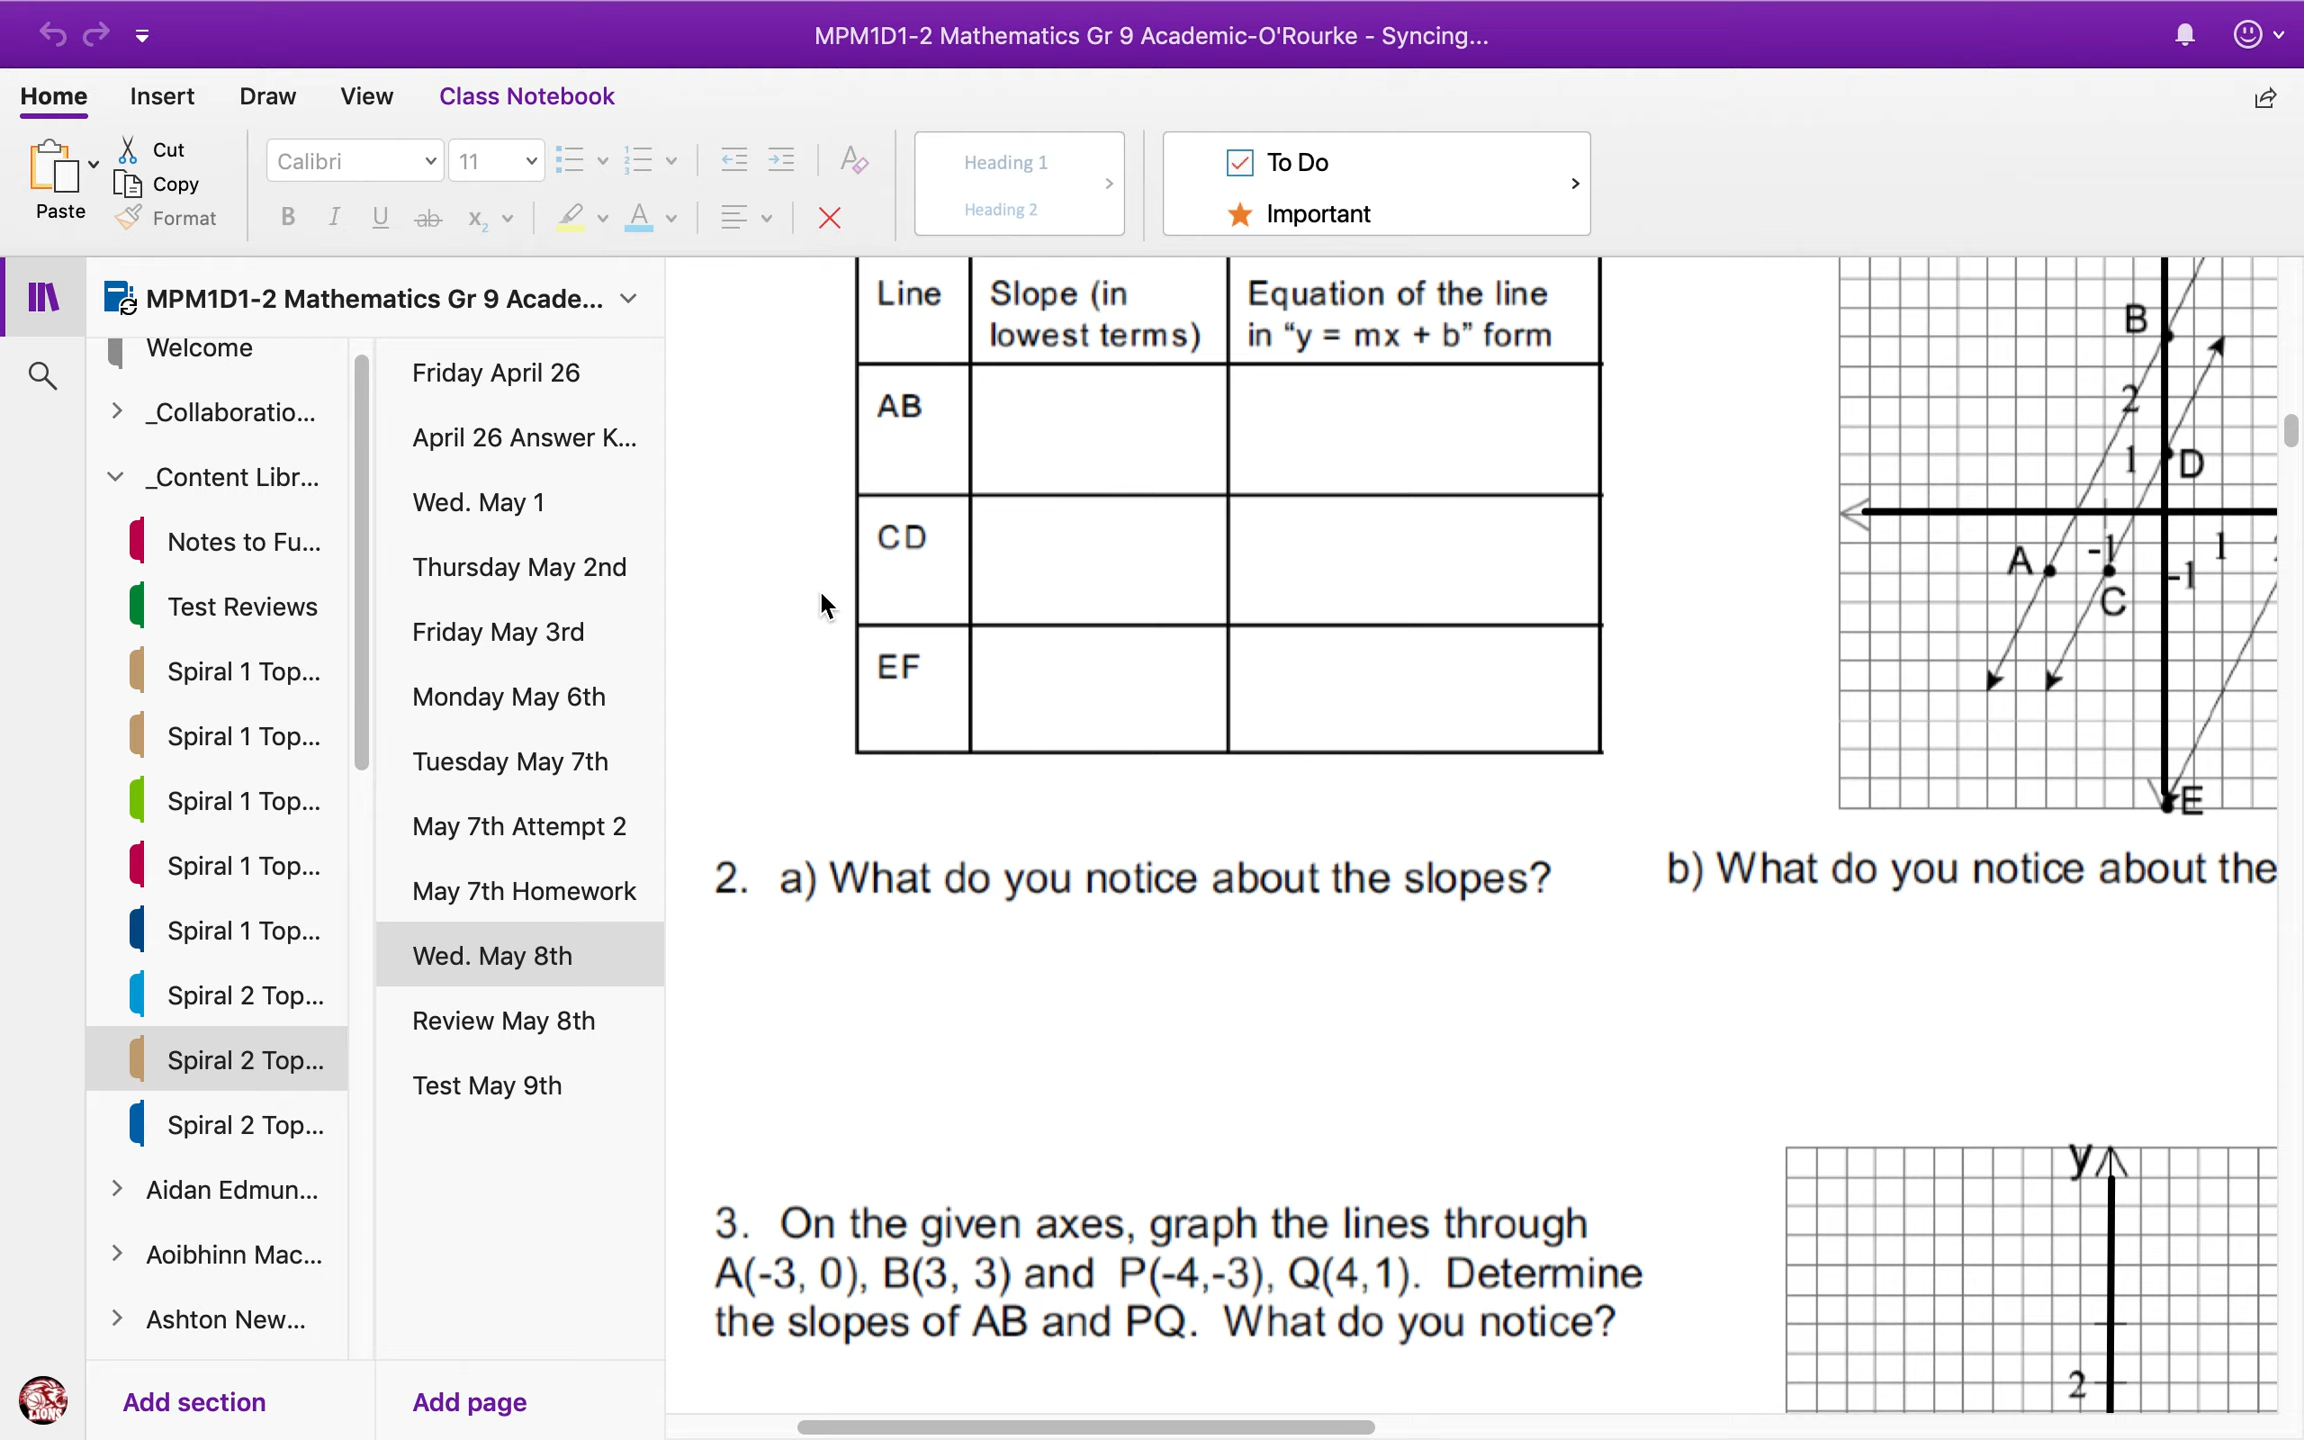 MPM1D1-2 Mathematics Gr 9 Academic-O'Rourke - Syncing...
Home Insert Draw View Class Notebook
Paste
Cut
Copy
Format
Calibri 11
B I U ab x₂ A
Heading 1
Heading 2
To Do
Important
MPM1D1-2 Mathematics Gr 9 Acade...
Welcome
_Collaboratio...
_Content Libr...
Notes to Fu...
Test Reviews
Spiral 1 Top...
Spiral 1 Top...
Spiral 1 Top...
Spiral 1 Top...
Spiral 1 Top...
Spiral 2 Top...
Spiral 2 Top...
Spiral 2 Top...
Aidan Edmun...
Aoibhinn Mac...
Ashton New...
Add section
Friday April 26
April 26 Answer K...
Wed. May 1
Thursday May 2nd
Friday May 3rd
Monday May 6th
Tuesday May 7th
May 7th Attempt 2
May 7th Homework
Wed. May 8th
Review May 8th
Test May 9th
Add page
Line Slope (in lowest terms) Equation of the line in “y = mx + b” form
AB
CD
EF
B
2
1 D
A -1 1
-1
C
E
2. a) What do you notice about the slopes?
b) What do you notice about the
3. On the given axes, graph the lines through
A(-3, 0), B(3, 3) and P(-4,-3), Q(4,1). Determine
the slopes of AB and PQ. What do you notice?
y
2
LIONS